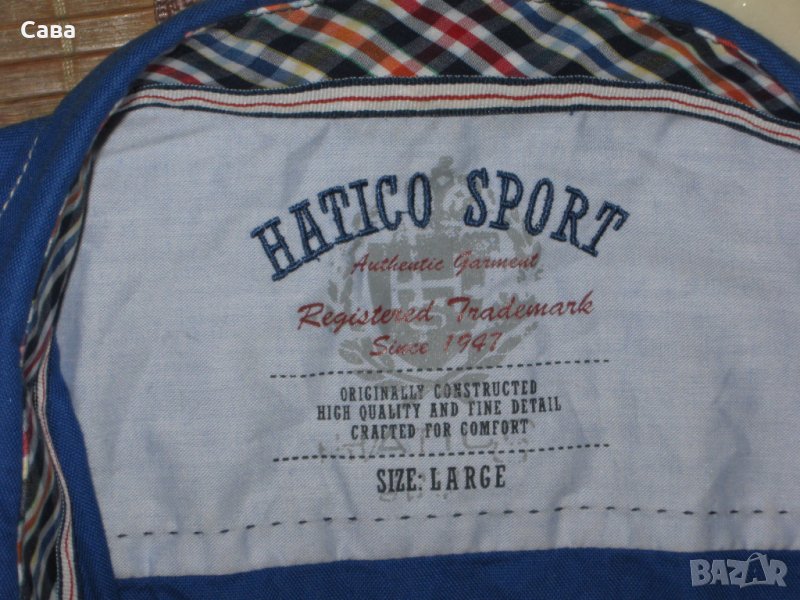 Сава
HATICO SPORT
Authentic Garment
Registered Trademark
Since 1947
ORIGINALLY CONSTRUCTED
HIGH QUALITY AND FINE DETAIL
CRAFTED FOR COMFORT
SIZE: LARGE
BAZAR